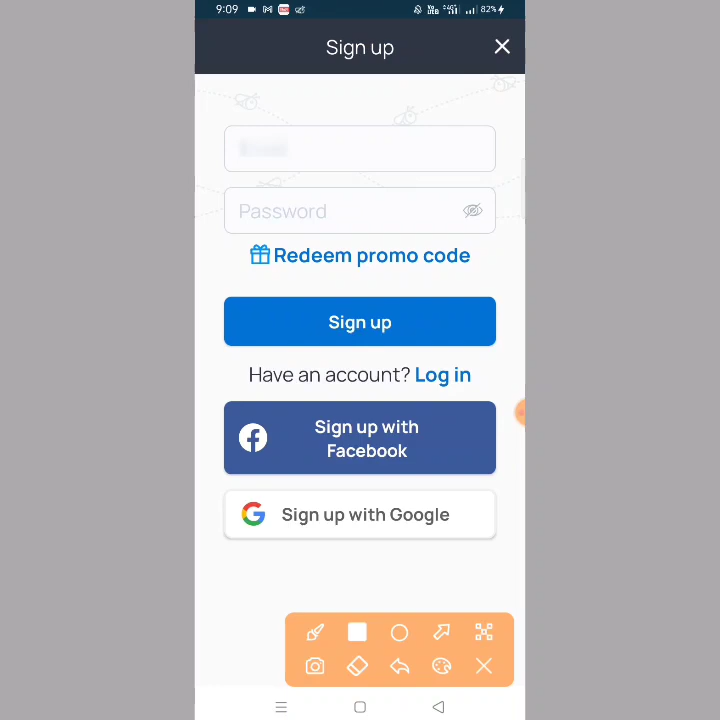 9:09
82%
Sign up
Password
Redeem promo code
Sign up
Have an account? Log in
Sign up with
Facebook
Sign up with Google